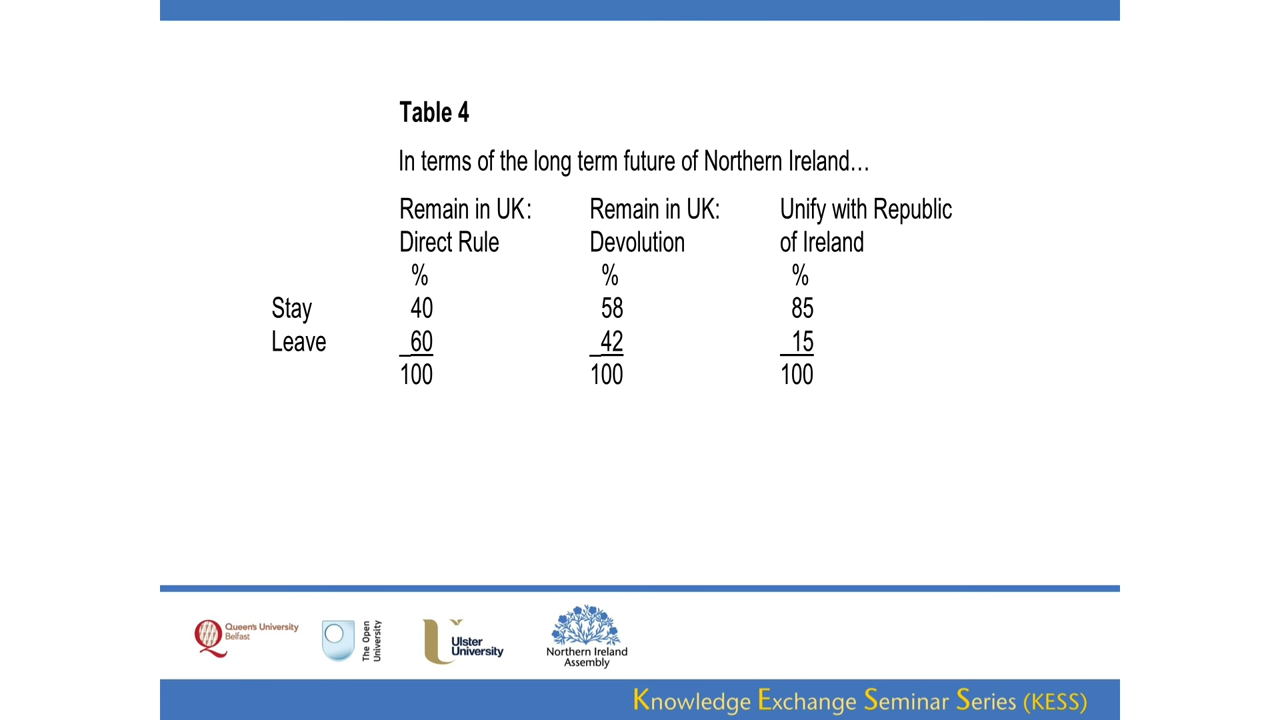 Table 4
In terms of the long term future of Northern Ireland…
Remain in UK: Remain in UK: Unify with Republic
Direct Rule Devolution of Ireland
% % %
Stay 40 58 85
Leave 60 42 15
100 100 100
Queen's University
Belfast
The Open
University
Ulster
University
Northern Ireland
Assembly
Knowledge Exchange Seminar Series (KESS)